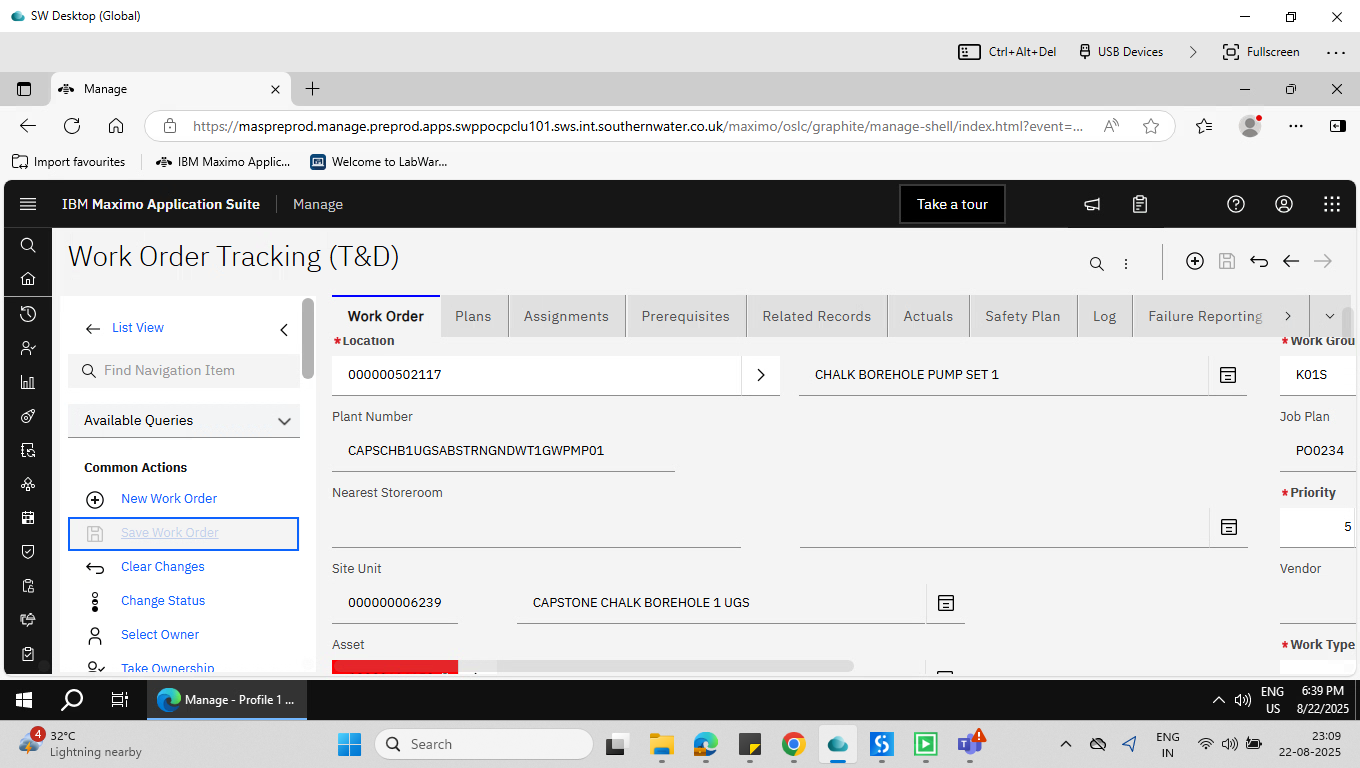 SW Desktop (Global)
Ctrl+Alt+Del
USB Devices
Fullscreen
Manage
https://maspreprod.manage.preprod.apps.swppocpclu101.sws.int.southernwater.co.uk/maximo/oslc/graphite/manage-shell/index.html?event=...
Import favourites
IBM Maximo Applic...
Welcome to LabWar...
IBM Maximo Application Suite
Manage
Take a tour
Work Order Tracking (T&D)
List View
Find Navigation Item
Available Queries
Common Actions
New Work Order
Save Work Order
Clear Changes
Change Status
Select Owner
Take Ownership
Work Order
Plans
Assignments
Prerequisites
Related Records
Actuals
Safety Plan
Log
Failure Reporting
*Location
000000502117
CHALK BOREHOLE PUMP SET 1
Plant Number
CAPSCHB1UGSABSTRNGNDWT1GWPMP01
Nearest Storeroom
Site Unit
000000006239
CAPSTONE CHALK BOREHOLE 1 UGS
Asset
*Work Grou
K01S
Job Plan
PO0234
*Priority
5
Vendor
*Work Type
Manage - Profile 1 ...
ENG
US
6:39 PM
8/22/2025
4
32°C
Lightning nearby
Search
ENG
IN
23:09
22-08-2025